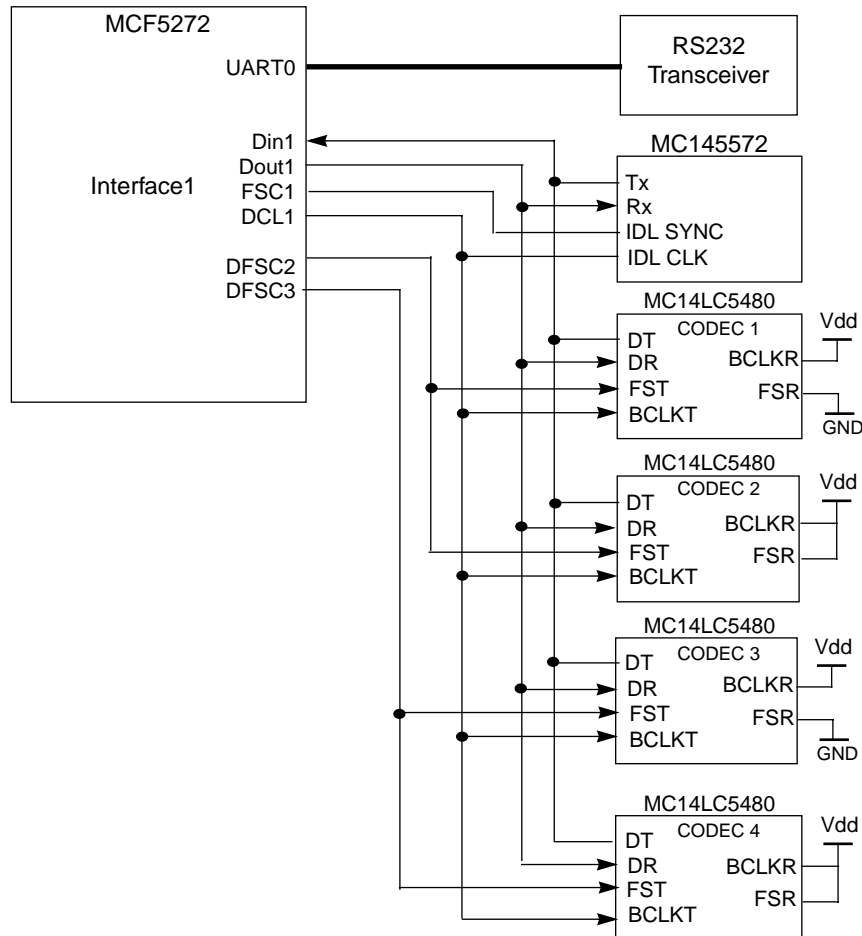 MCF5272
UART0
Din1
Dout1
Interface1
FSC1
DCL1
DFSC2
DFSC3
RS232
Transceiver
MC145572
Tx
Rx
IDL SYNC
IDL CLK
MC14LC5480
CODEC 1
DT
DR
FST
BCLKT
BCLKR
FSR
Vdd
GND
MC14LC5480
CODEC 2
DT
DR
FST
BCLKT
BCLKR
FSR
Vdd
MC14LC5480
CODEC 3
DT
DR
FST
BCLKT
BCLKR
FSR
Vdd
GND
MC14LC5480
CODEC 4
DT
DR
FST
BCLKT
BCLKR
FSR
Vdd